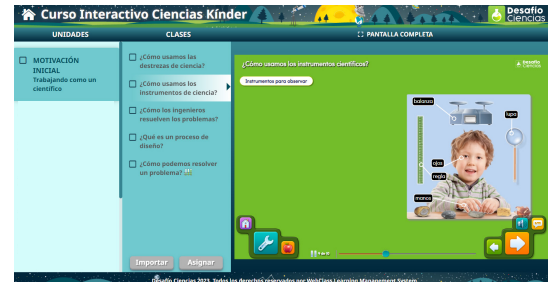 Curso Interactivo Ciencias Kínder
Desafío
Ciencias
UNIDADES
CLASES
PANTALLA COMPLETA
MOTIVACIÓN
INICIAL
Trabajando como un
científico
¿Cómo usamos las
destrezas de ciencia?
¿Cómo usamos los
instrumentos de ciencia?
¿Cómo los ingenieros
resuelven los problemas?
¿Qué es un proceso de
diseño?
¿Cómo podemos resolver
un problema?
Importar
Asignar
¿Cómo usamos los instrumentos científicos?
Desafío
Ciencias
Instrumentos para observar
balanza
lupa
ojos
regla
manos
Desafío Ciencias 2023. Todos los derechos reservados por WebClass Learning Management System